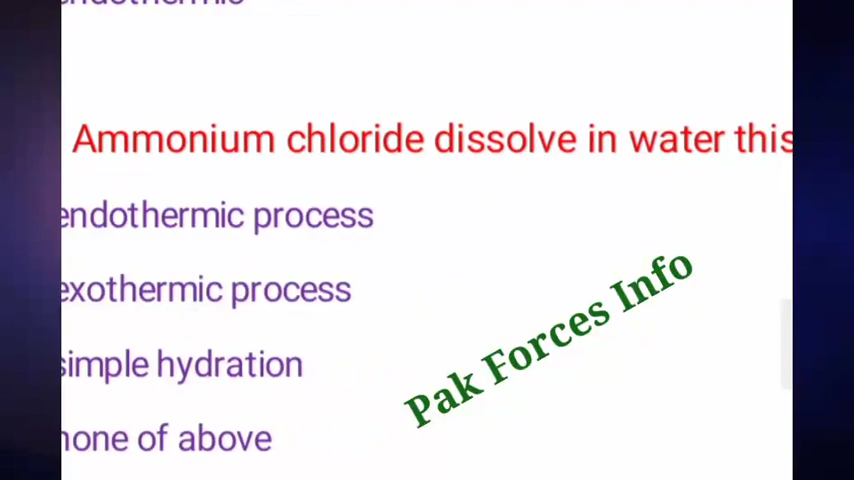 Ammonium chloride dissolve in water this
endothermic process
exothermic process
simple hydration
none of above
Pak Forces Info